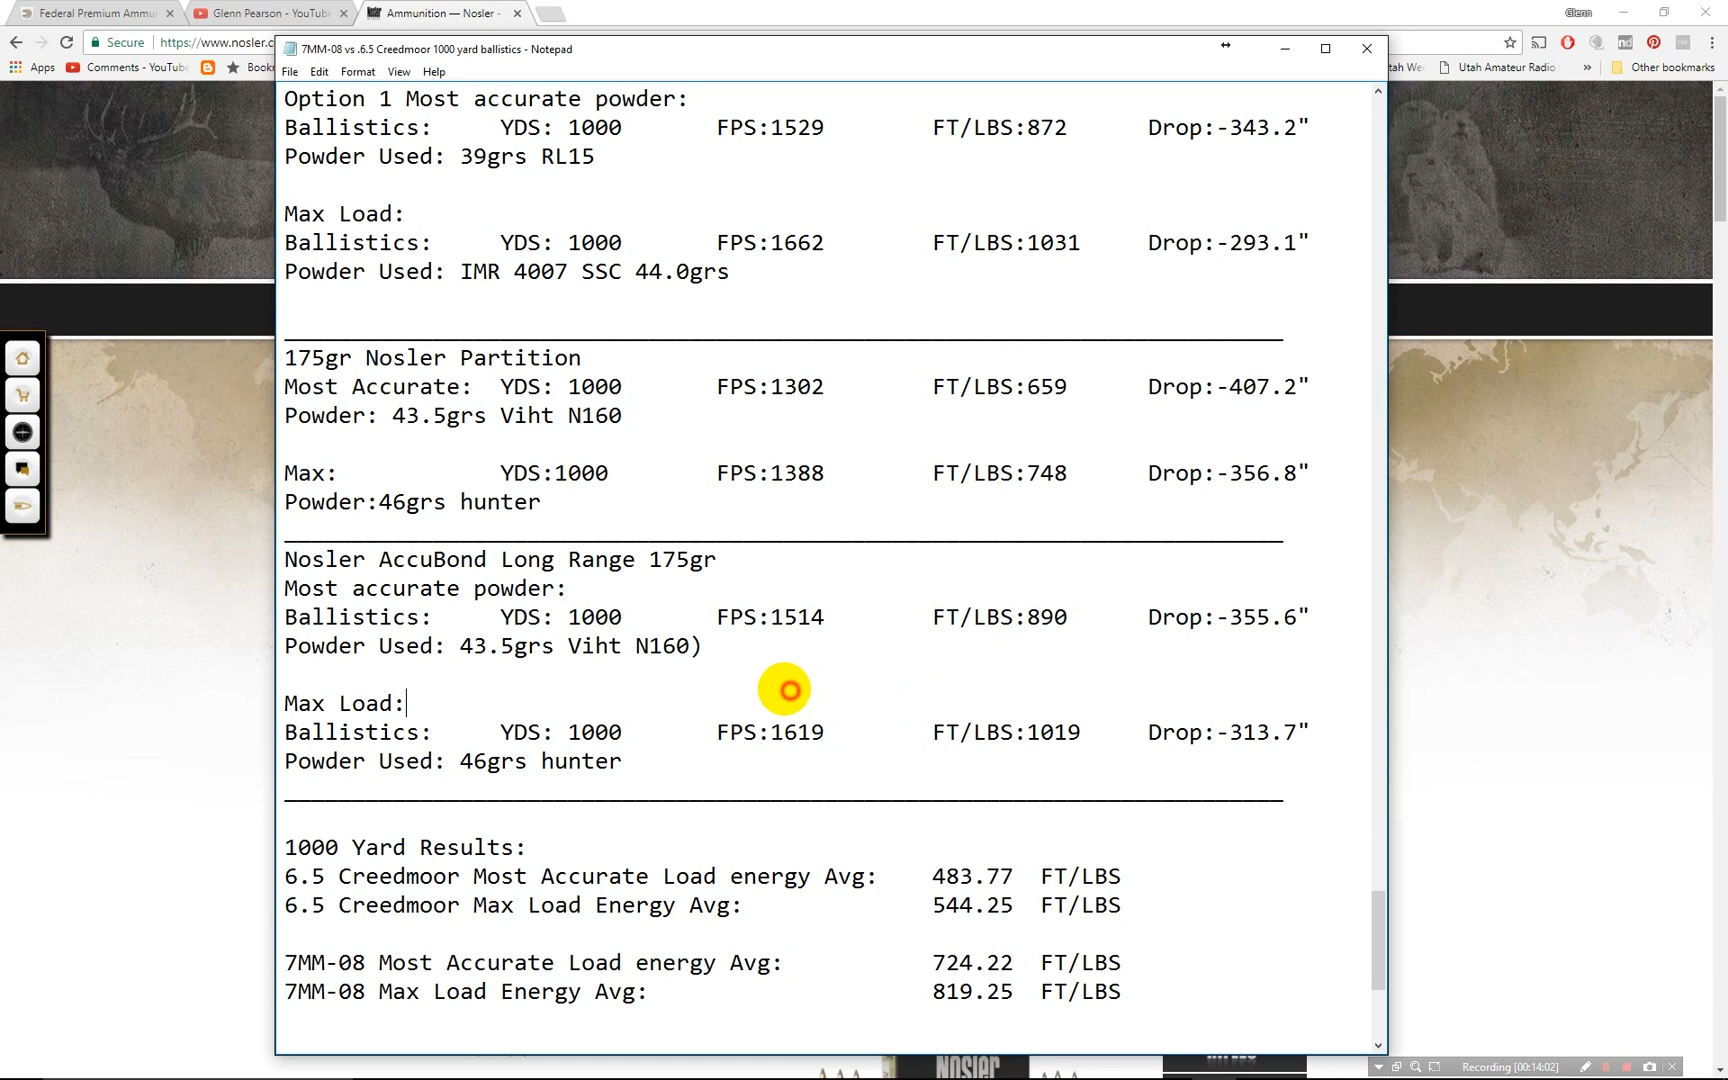 Federal Premium Ammu
Glenn Pearson - YouTub
Ammunition — Nosler -
Glenn
Secure
https://www.nosler.c
Apps
Comments - YouTub
Book
tah We
Utah Amateur Radio
Other bookmarks
7MM-08 vs .6.5 Creedmoor 1000 yard ballistics - Notepad
File Edit Format View Help
Option 1 Most accurate powder:
Ballistics: YDS: 1000 FPS:1529 FT/LBS:872 Drop:-343.2"
Powder Used: 39grs RL15
Max Load:
Ballistics: YDS: 1000 FPS:1662 FT/LBS:1031 Drop:-293.1"
Powder Used: IMR 4007 SSC 44.0grs
175gr Nosler Partition
Most Accurate: YDS: 1000 FPS:1302 FT/LBS:659 Drop:-407.2"
Powder: 43.5grs Viht N160
Max: YDS:1000 FPS:1388 FT/LBS:748 Drop:-356.8"
Powder:46grs hunter
Nosler AccuBond Long Range 175gr
Most accurate powder:
Ballistics: YDS: 1000 FPS:1514 FT/LBS:890 Drop:-355.6"
Powder Used: 43.5grs Viht N160)
Max Load:
Ballistics: YDS: 1000 FPS:1619 FT/LBS:1019 Drop:-313.7"
Powder Used: 46grs hunter
1000 Yard Results:
6.5 Creedmoor Most Accurate Load energy Avg: 483.77 FT/LBS
6.5 Creedmoor Max Load Energy Avg: 544.25 FT/LBS
7MM-08 Most Accurate Load energy Avg: 724.22 FT/LBS
7MM-08 Max Load Energy Avg: 819.25 FT/LBS
Nosler
Recording [00:14:02]